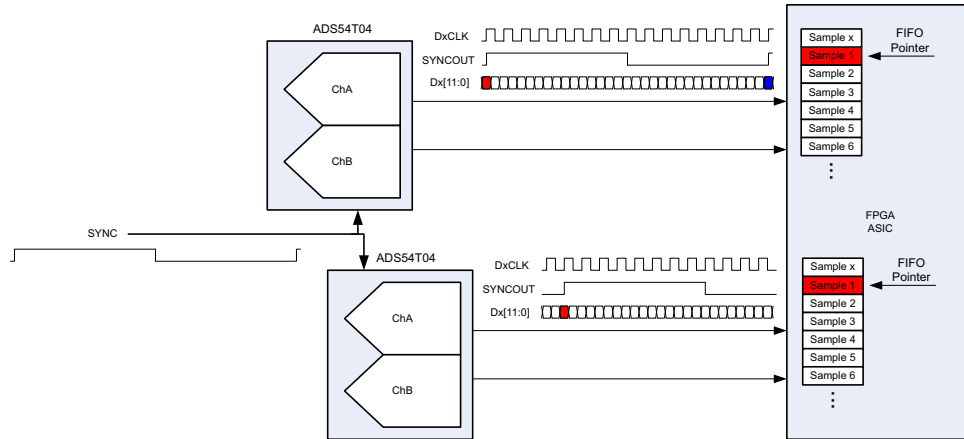 ADS54T04
ChA
ChB
DxCLK
SYNCOUT
Dx[11:0]
Sample x
Sample 1
Sample 2
Sample 3
Sample 4
Sample 5
Sample 6
FIFO
Pointer
SYNC
FPGA
ASIC
ADS54T04
ChA
ChB
DxCLK
SYNCOUT
Dx[11:0]
Sample x
Sample 1
Sample 2
Sample 3
Sample 4
Sample 5
Sample 6
FIFO
Pointer